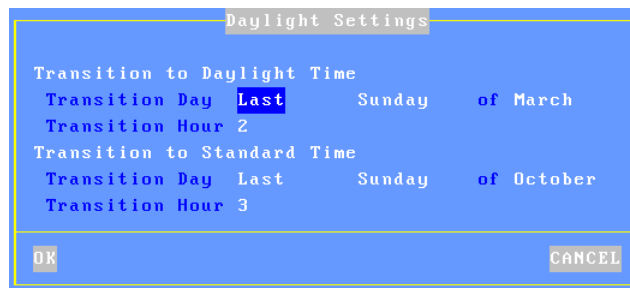 Daylight Settings
Transition to Daylight Time
Transition Day Last Sunday of March
Transition Hour 2
Transition to Standard Time
Transition Day Last Sunday of October
Transition Hour 3
OK CANCEL